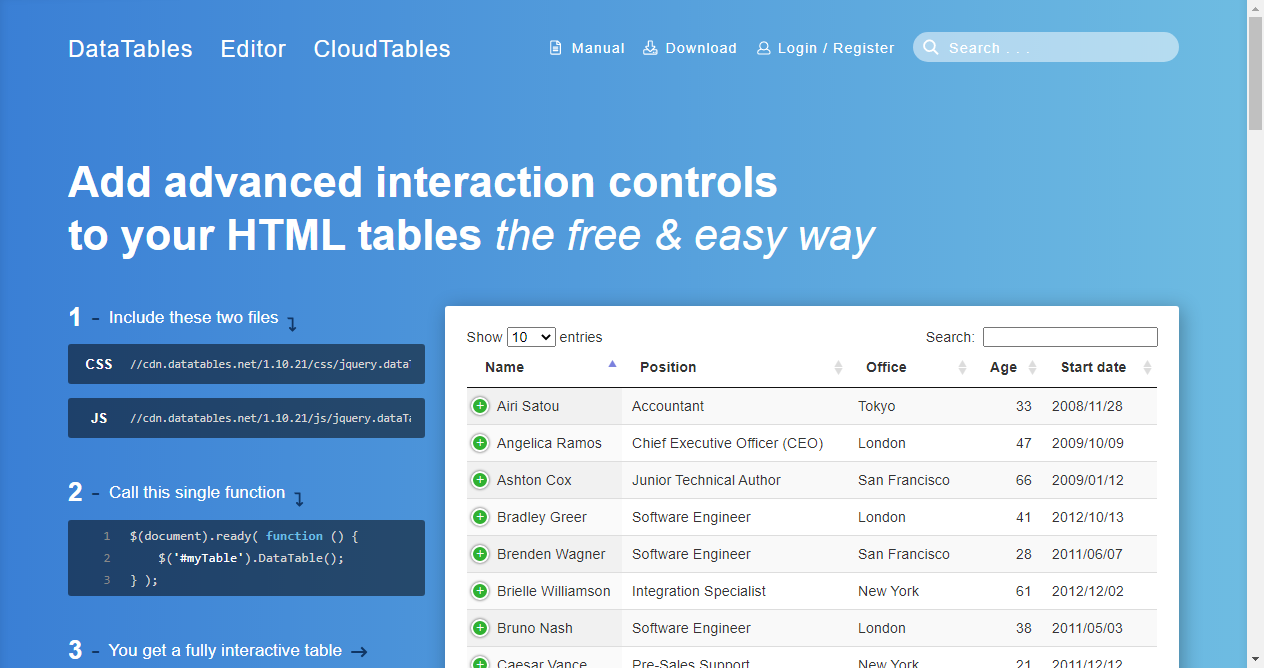 DataTables Editor CloudTables Manual Download Login / Register Search . . .
Add advanced interaction controls
to your HTML tables the free & easy way
1 - Include these two files
CSS //cdn.datatables.net/1.10.21/css/jquery.dataT
JS //cdn.datatables.net/1.10.21/js/jquery.dataTa
2 - Call this single function
1 $(document).ready( function () {
2 $('#myTable').DataTable();
3 } );
3 - You get a fully interactive table
Show 10 entries Search:
Name Position Office Age Start date
Airi Satou Accountant Tokyo 33 2008/11/28
Angelica Ramos Chief Executive Officer (CEO) London 47 2009/10/09
Ashton Cox Junior Technical Author San Francisco 66 2009/01/12
Bradley Greer Software Engineer London 41 2012/10/13
Brenden Wagner Software Engineer San Francisco 28 2011/06/07
Brielle Williamson Integration Specialist New York 61 2012/12/02
Bruno Nash Software Engineer London 38 2011/05/03
Caesar Vance Pre-Sales Support New York 21 2011/12/12